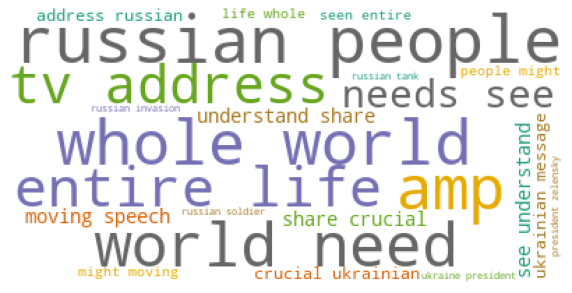 address russian
life whole
seen entire
russian people
tv address
russian tank
people might
needs see
russian invasion
understand share
whole world
entire life
amp
moving speech
russian soldier
share crucial
world need
might moving
crucial ukrainian
ukraine president
see understand
ukrainian message
president zelensky